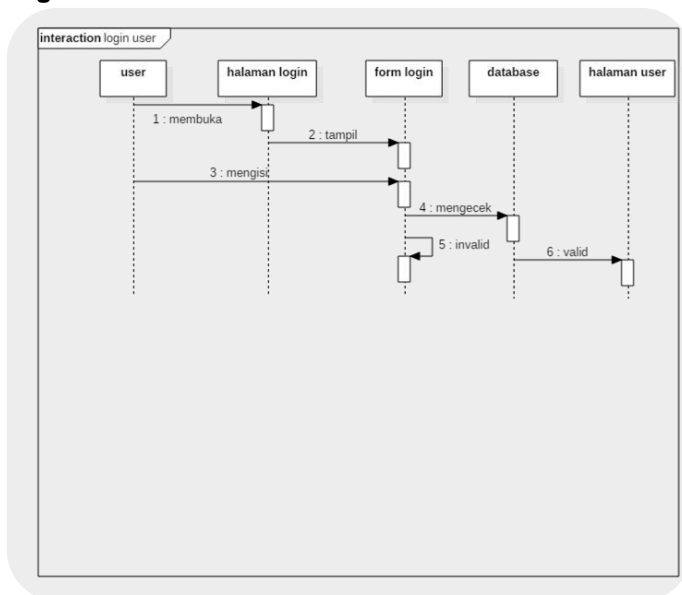 interaction login user
user
halaman login
form login
database
halaman user
1 : membuka
2 : tampil
3 : mengisi
4 : mengecek
5 : invalid
6 : valid